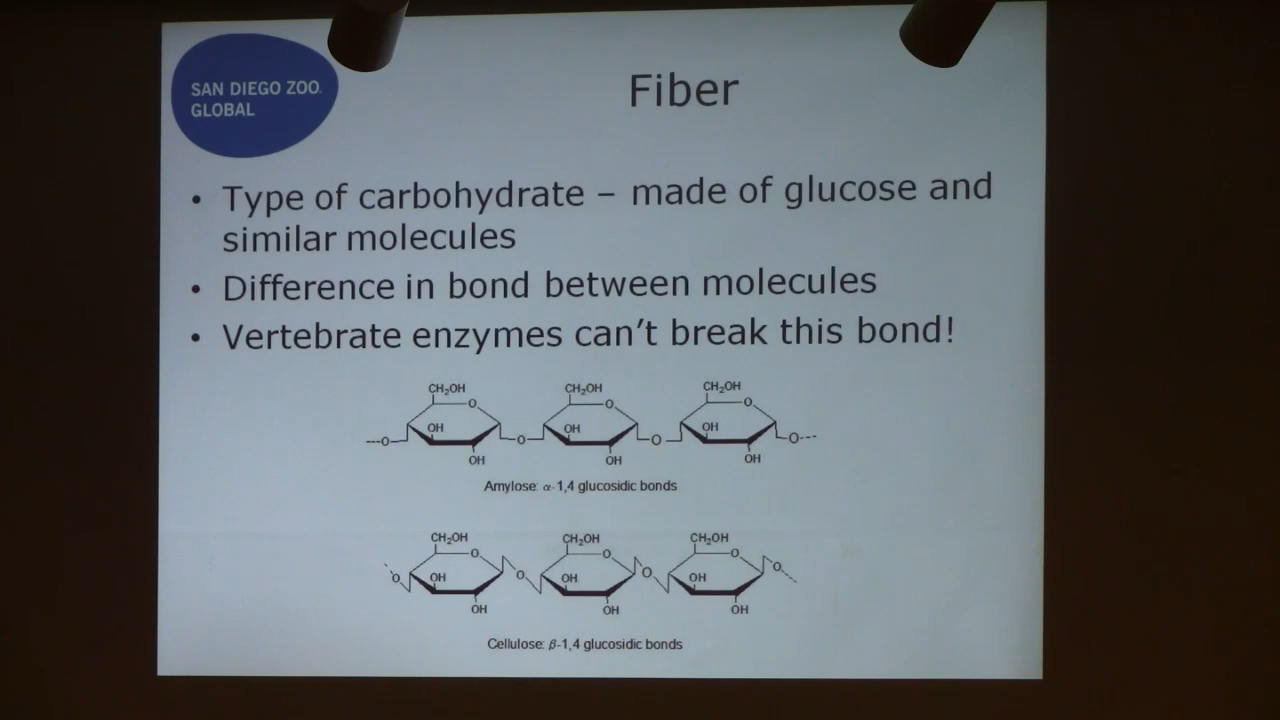 SAN DIEGO ZOO.
GLOBAL
Fiber
• Type of carbohydrate – made of glucose and
similar molecules
• Difference in bond between molecules
• Vertebrate enzymes can't break this bond!
CH₂OH CH₂OH CH₂OH
O O O
OH OH OH
---O O O O---
OH OH OH
Amylose: α-1,4 glucosidic bonds
CH₂OH CH₂OH CH₂OH
O O O
O OH O OH O OH O
OH OH OH
Cellulose: β-1,4 glucosidic bonds